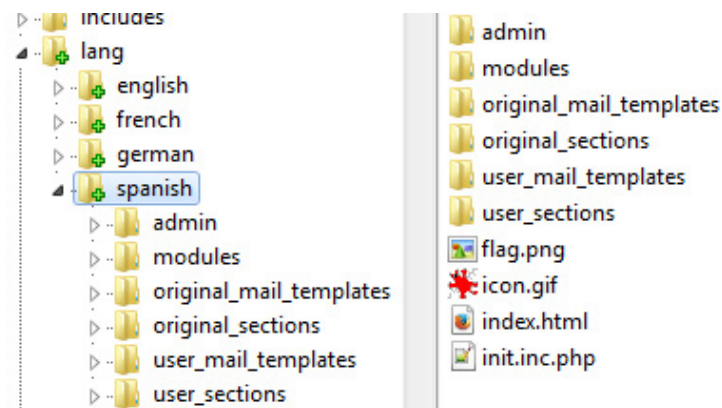 includes
lang
english
french
german
spanish
admin
modules
original_mail_templates
original_sections
user_mail_templates
user_sections
admin
modules
original_mail_templates
original_sections
user_mail_templates
user_sections
flag.png
icon.gif
index.html
init.inc.php